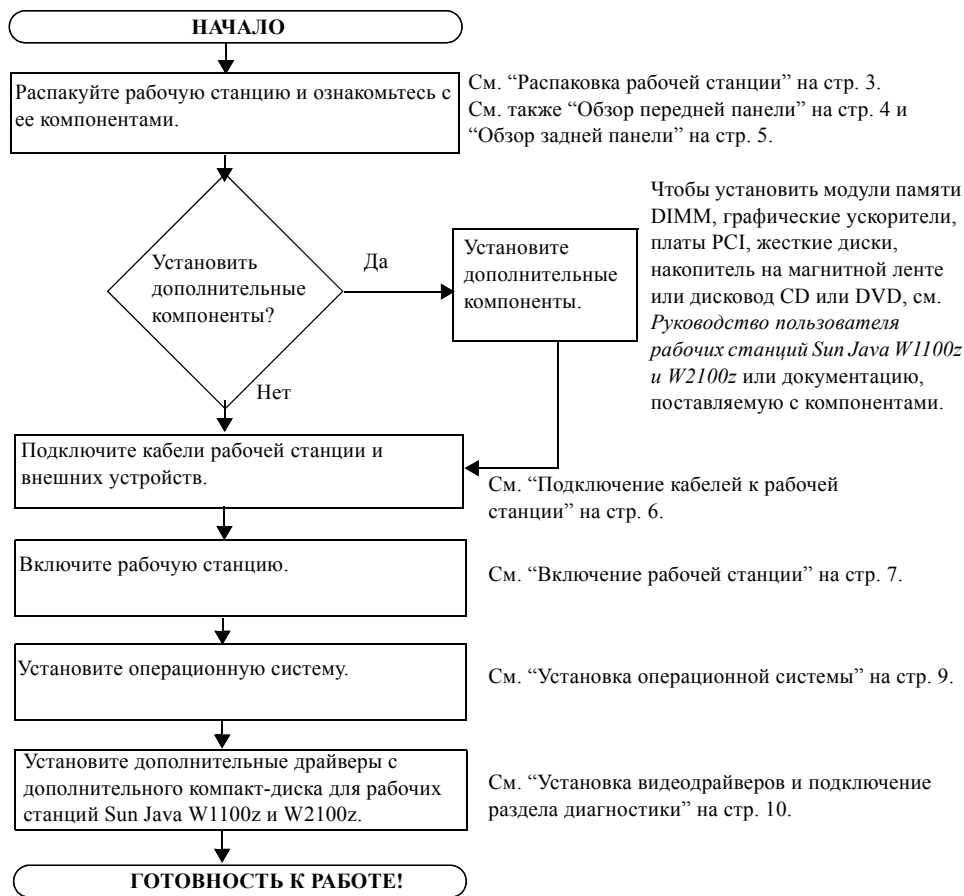 НАЧАЛО
Распакуйте рабочую станцию и ознакомьтесь с
ее компонентами.
См. “Распаковка рабочей станции” на стр. 3.
См. также “Обзор передней панели” на стр. 4 и
“Обзор задней панели” на стр. 5.
Установить
дополнительные
компоненты?
Да
Нет
Установите
дополнительные
компоненты.
Чтобы установить модули памяти
DIMM, графические ускорители,
платы PCI, жесткие диски,
накопитель на магнитной ленте
или дисковод CD или DVD, см.
Руководство пользователя
рабочих станций Sun Java W1100z
и W2100z или документацию,
поставляемую с компонентами.
Подключите кабели рабочей станции и
внешних устройств.
См. “Подключение кабелей к рабочей
станции” на стр. 6.
Включите рабочую станцию.
См. “Включение рабочей станции” на стр. 7.
Установите операционную систему.
См. “Установка операционной системы” на стр. 9.
Установите дополнительные драйверы с
дополнительного компакт-диска для рабочих
станций Sun Java W1100z и W2100z.
См. “Установка видеодрайверов и подключение
раздела диагностики” на стр. 10.
ГОТОВНОСТЬ К РАБОТЕ!